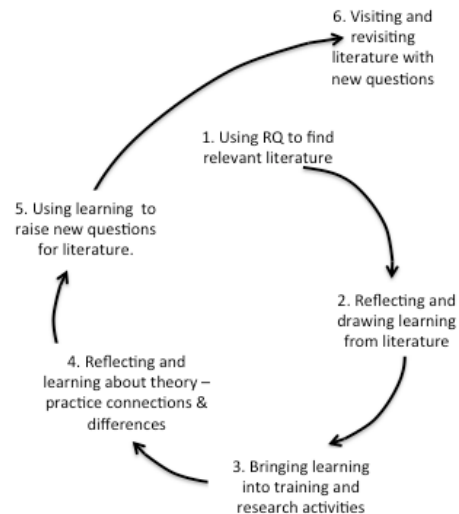 6. Visiting and
revisiting
literature with
new questions
1. Using RQ to find
relevant literature
2. Reflecting and
drawing learning
from literature
3. Bringing learning
into training and
research activities
4. Reflecting and
learning about theory –
practice connections &
differences
5. Using learning to
raise new questions
for literature.